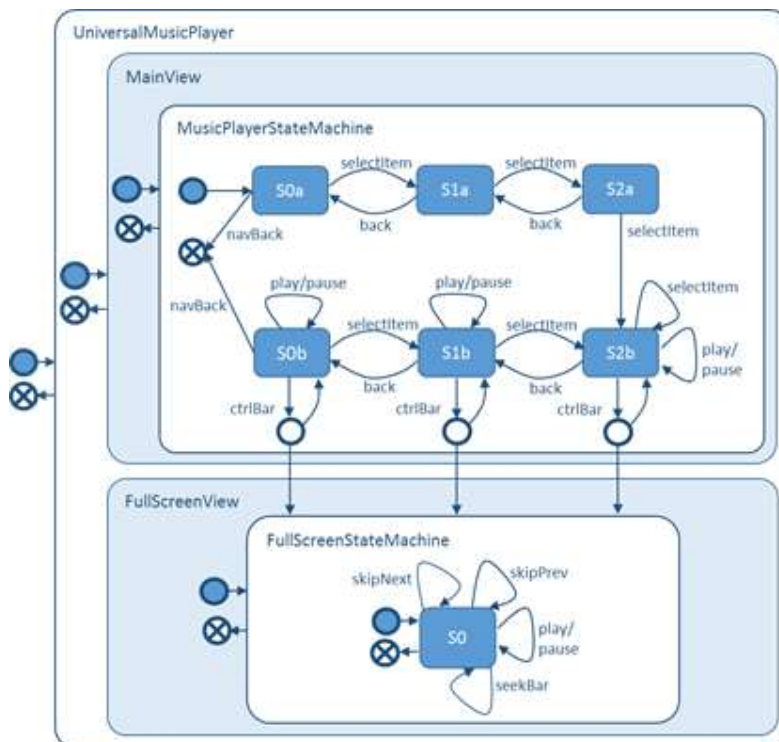 UniversalMusicPlayer
MainView
MusicPlayerStateMachine
selectItem
selectItem
S0a
S1a
S2a
navBack
back
back
selectItem
play/pause
play/pause
selectItem
navBack
selectItem
selectItem
S0b
S1b
S2b
play/
pause
back
back
ctrlBar
ctrlBar
ctrlBar
FullScreenView
FullScreenStateMachine
skipNext
skipPrev
S0
play/
pause
seekBar